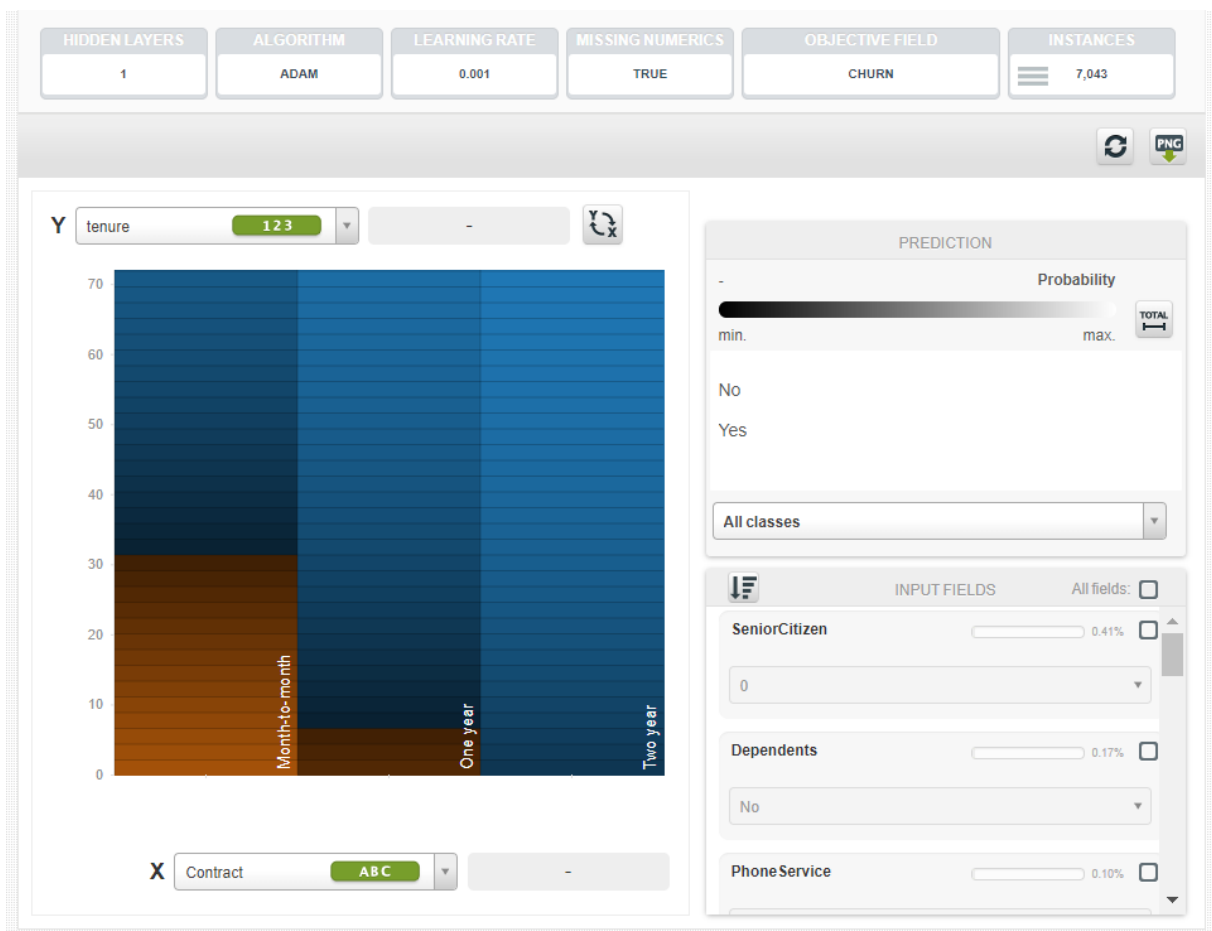 HIDDEN LAYERS ALGORITHM LEARNING RATE MISSING NUMERICS OBJECTIVE FIELD INSTANCES
1 ADAM 0.001 TRUE CHURN 7,043
PNG
Y tenure 123 - Y X
70
60
50
40
30
20
10
0
Month-to-month
One year
Two year
X Contract ABC -
PREDICTION
- Probability
TOTAL
min. max.
No
Yes
All classes
INPUT FIELDS All fields:
SeniorCitizen 0.41%
0
Dependents 0.17%
No
PhoneService 0.10%